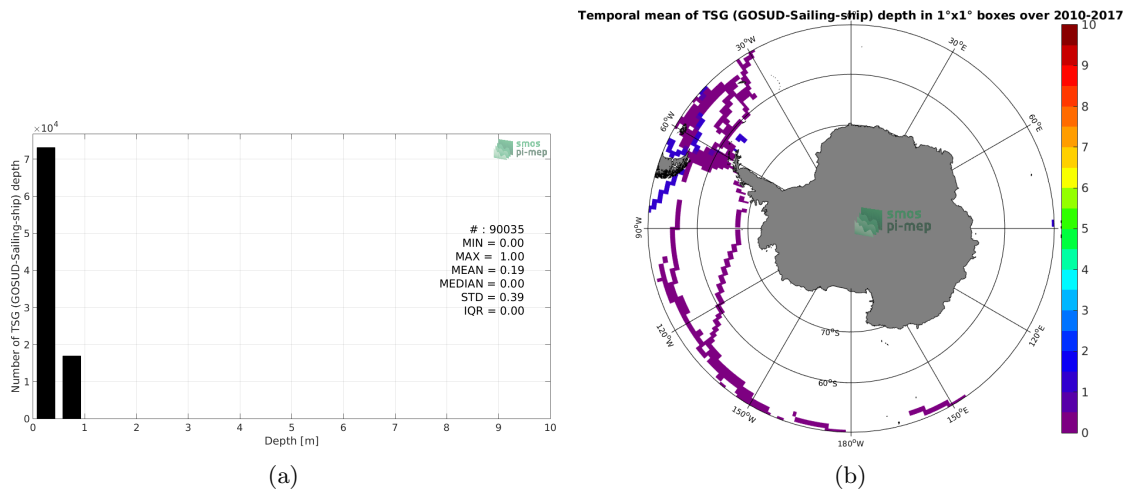 ×10⁴
7
6
5
4
3
2
1
0
Number of TSG (GOSUD-Sailing-ship) depth
smos
pi-mep
# : 90035
MIN = 0.00
MAX = 1.00
MEAN = 0.19
MEDIAN = 0.00
STD = 0.39
IQR = 0.00
0 1 2 3 4 5 6 7 8 9 10
Depth [m]
(a)
Temporal mean of TSG (GOSUD-Sailing-ship) depth in 1°x1° boxes over 2010-2017
30°W
30°E
60°W
60°E
90°W
smos
pi-mep
120°W
120°E
70°S
60°S
150°W
150°E
180°W
10
9
8
7
6
5
4
3
2
1
0
(b)